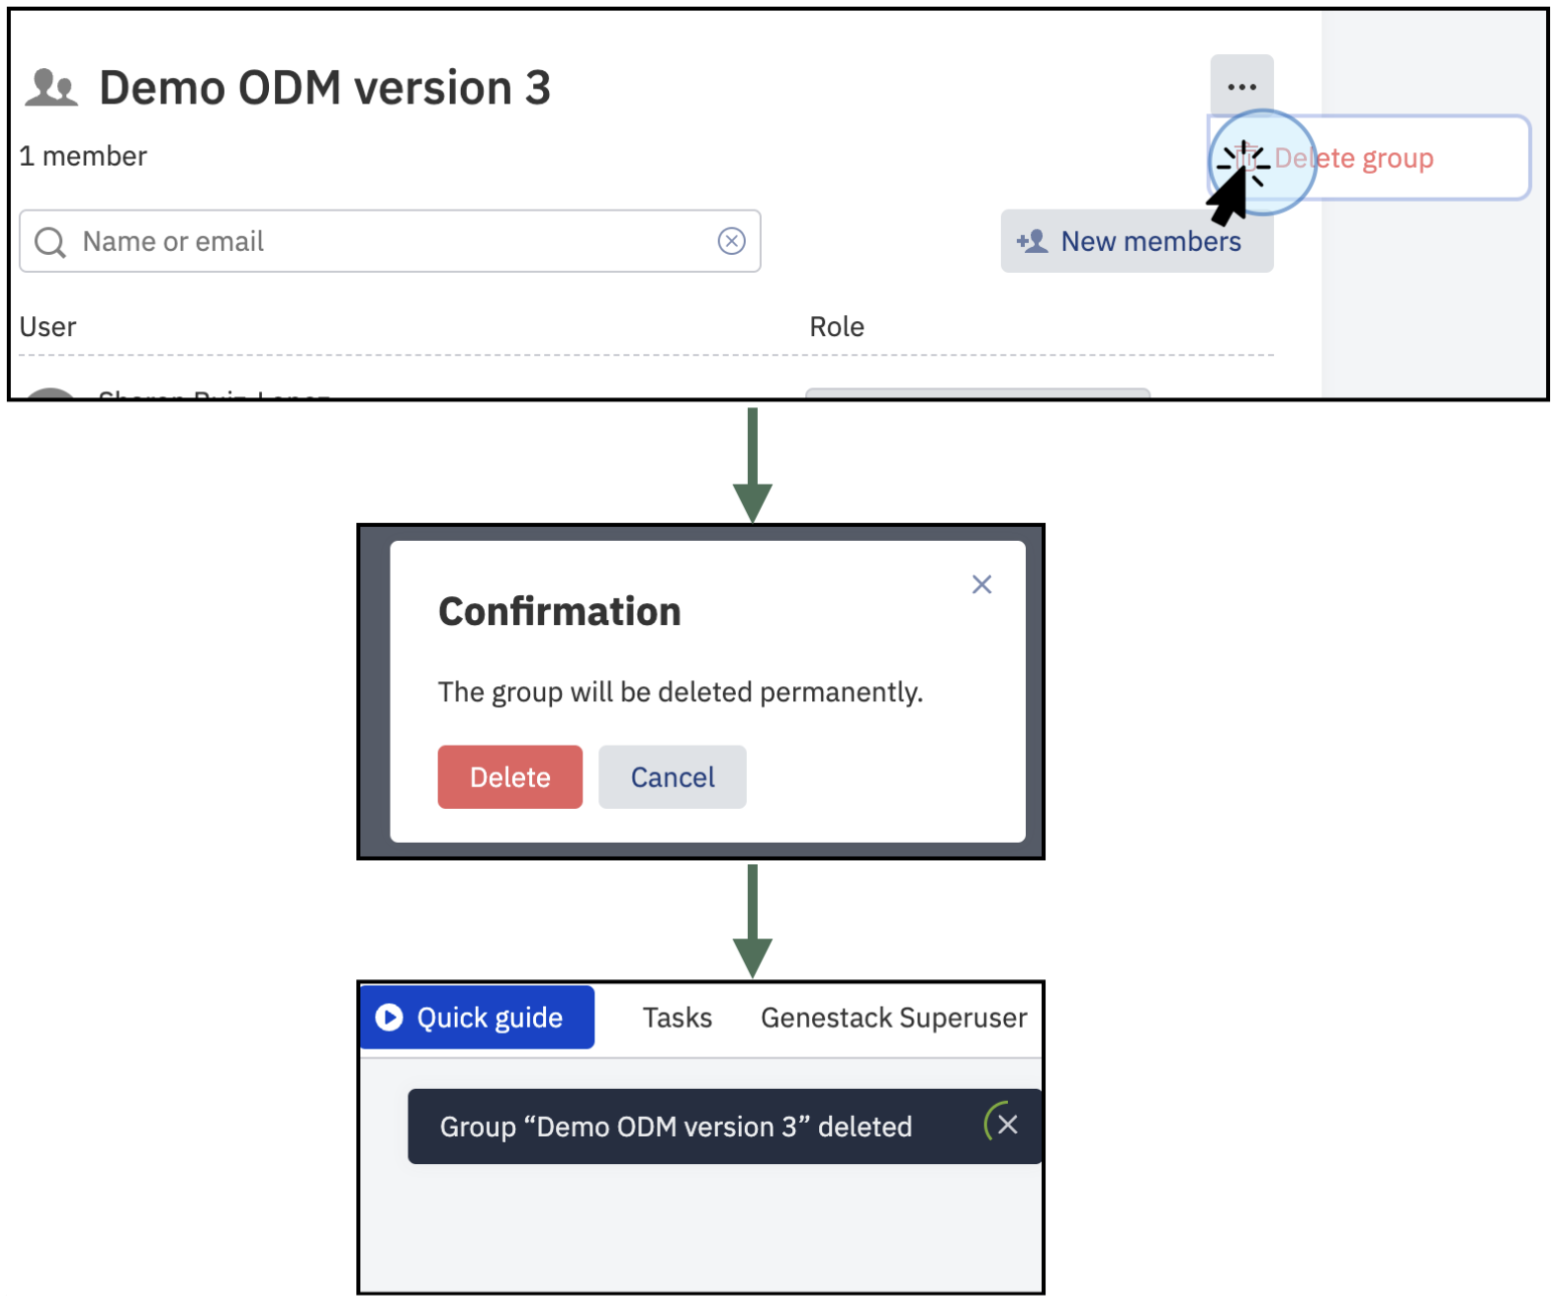 Demo ODM version 3
...
1 member
Delete group
Name or email
New members
User
Role
Confirmation
The group will be deleted permanently.
Delete
Cancel
Quick guide
Tasks
Genestack Superuser
Group “Demo ODM version 3” deleted